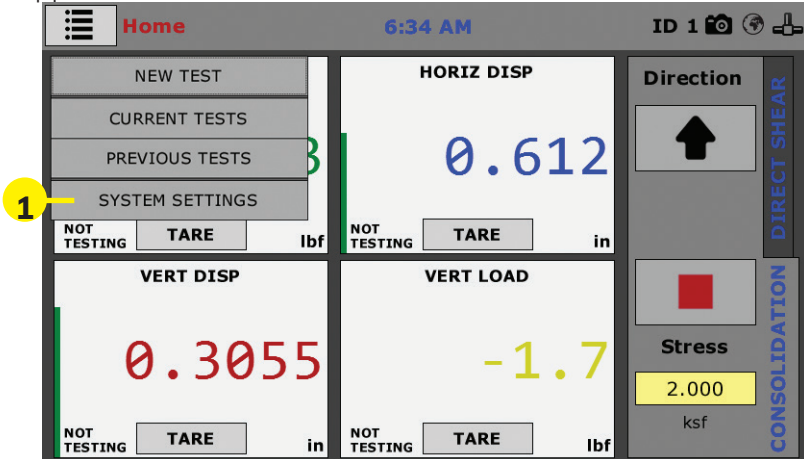 Home
6:34 AM
ID 1
NEW TEST
CURRENT TESTS
PREVIOUS TESTS
SYSTEM SETTINGS
1
3
NOT
TESTING
TARE
lbf
HORIZ DISP
0.612
NOT
TESTING
TARE
in
VERT DISP
0.3055
NOT
TESTING
TARE
in
VERT LOAD
-1.7
NOT
TESTING
TARE
lbf
Direction
Stress
2.000
ksf
DIRECT SHEAR
CONSOLIDATION